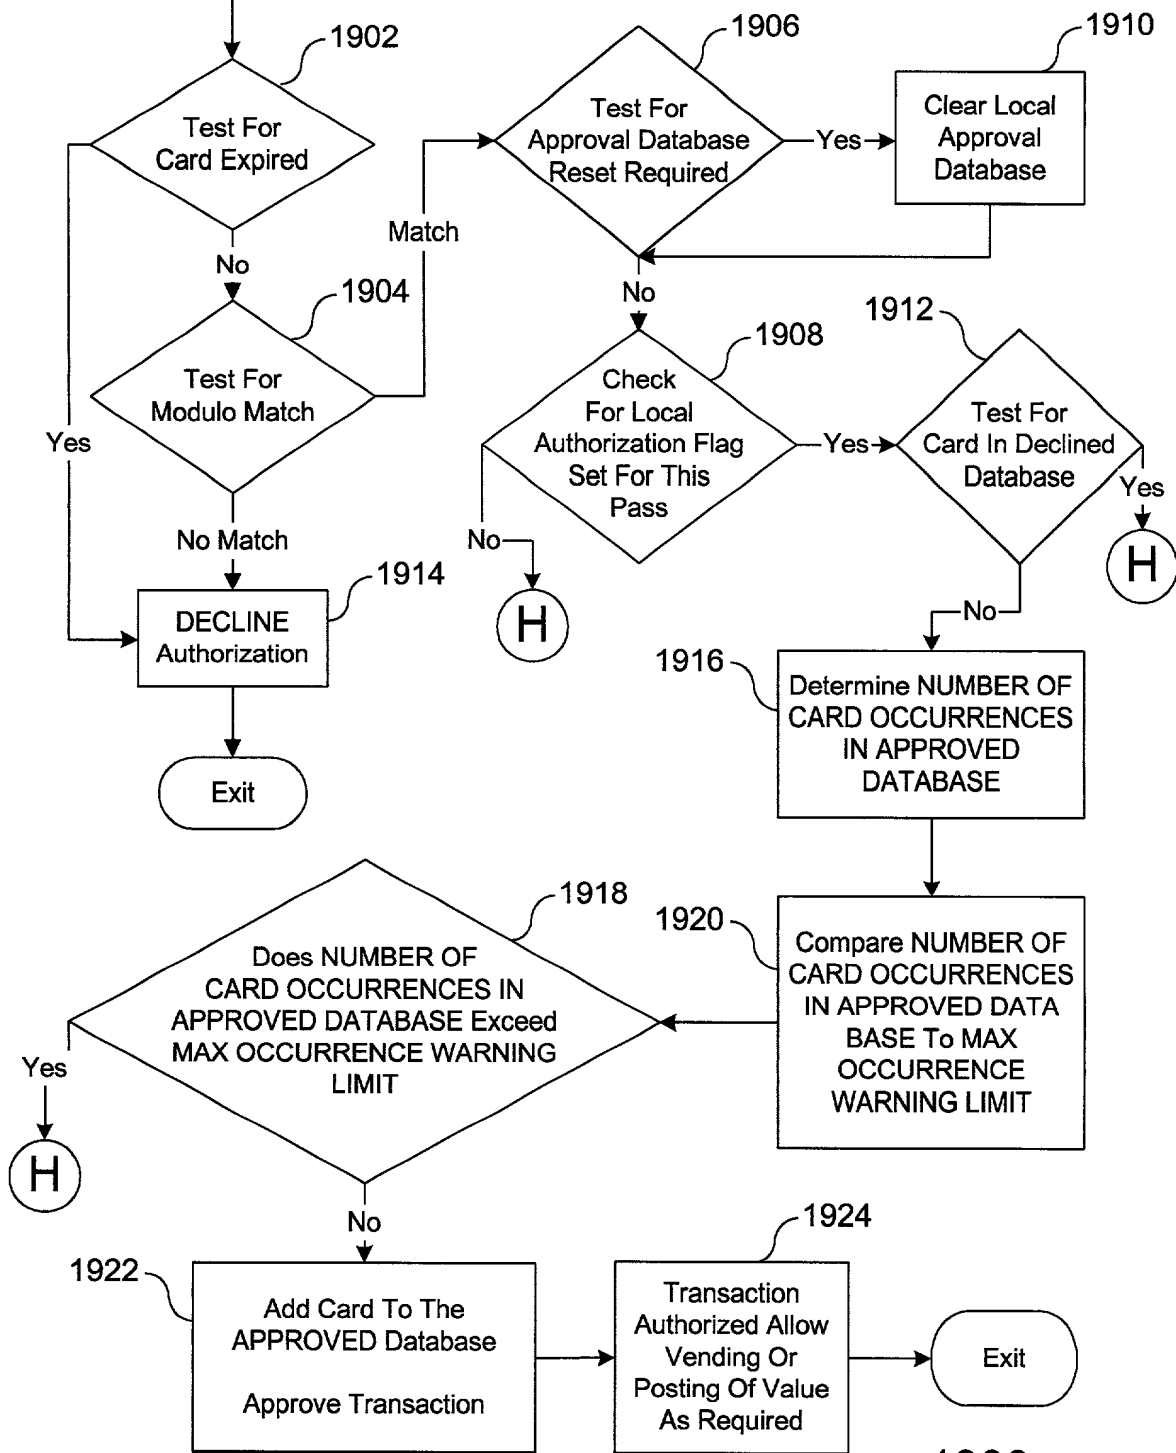 1902
Test For
Card Expired
Yes
No
1904
Test For
Modulo Match
Match
No Match
1914
DECLINE
Authorization
Exit
1906
Test For
Approval Database
Reset Required
Yes
1910
Clear Local
Approval
Database
No
1908
Check
For Local
Authorization Flag
Set For This
Pass
No
H
Yes
1912
Test For
Card In Declined
Database
Yes
H
No
1916
Determine NUMBER OF
CARD OCCURRENCES
IN APPROVED
DATABASE
1920
Compare NUMBER OF
CARD OCCURRENCES
IN APPROVED DATA
BASE To MAX
OCCURRENCE
WARNING LIMIT
1918
Does NUMBER OF
CARD OCCURRENCES IN
APPROVED DATABASE Exceed
MAX OCCURRENCE WARNING
LIMIT
Yes
H
No
1922
Add Card To The
APPROVED Database
Approve Transaction
1924
Transaction
Authorized Allow
Vending Or
Posting Of Value
As Required
Exit